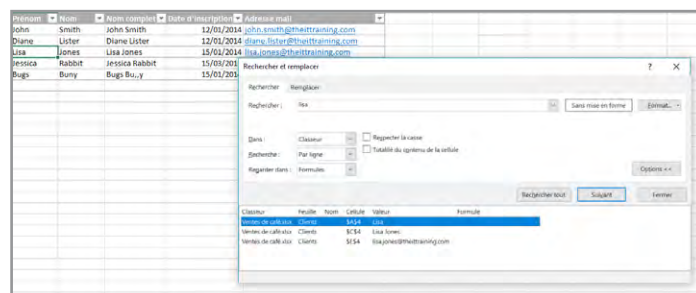 Prénom Nom Nom complet Date d'inscription Adresse mail
John Smith John Smith 12/01/2014 john.smith@theittraining.com
Diane Lister Diane Lister 12/01/2014 diane.lister@theittraining.com
Lisa Jones Lisa Jones 15/01/2014 lisa.jones@theittraining.com
Jessica Rabbit Jessica Rabbit 15/03/201
Bugs Buny Bugs Bu,,y 15/01/201
Rechercher et remplacer ? X
Rechercher Remplacer
Rechercher : lisa Sans mise en forme Format...
Dans : Classeur Respecter la casse
Totalité du contenu de la cellule
Recherche : Par ligne
Regarder dans : Formules Options <<
Rechercher tout Suivant Fermer
Classeur Feuille Nom Cellule Valeur Formule
Ventes de café.xlsx Clients $A$4 Lisa
Ventes de café.xlsx Clients $C$4 Lisa Jones
Ventes de café.xlsx Clients $E$4 lisa.jones@theittraining.com